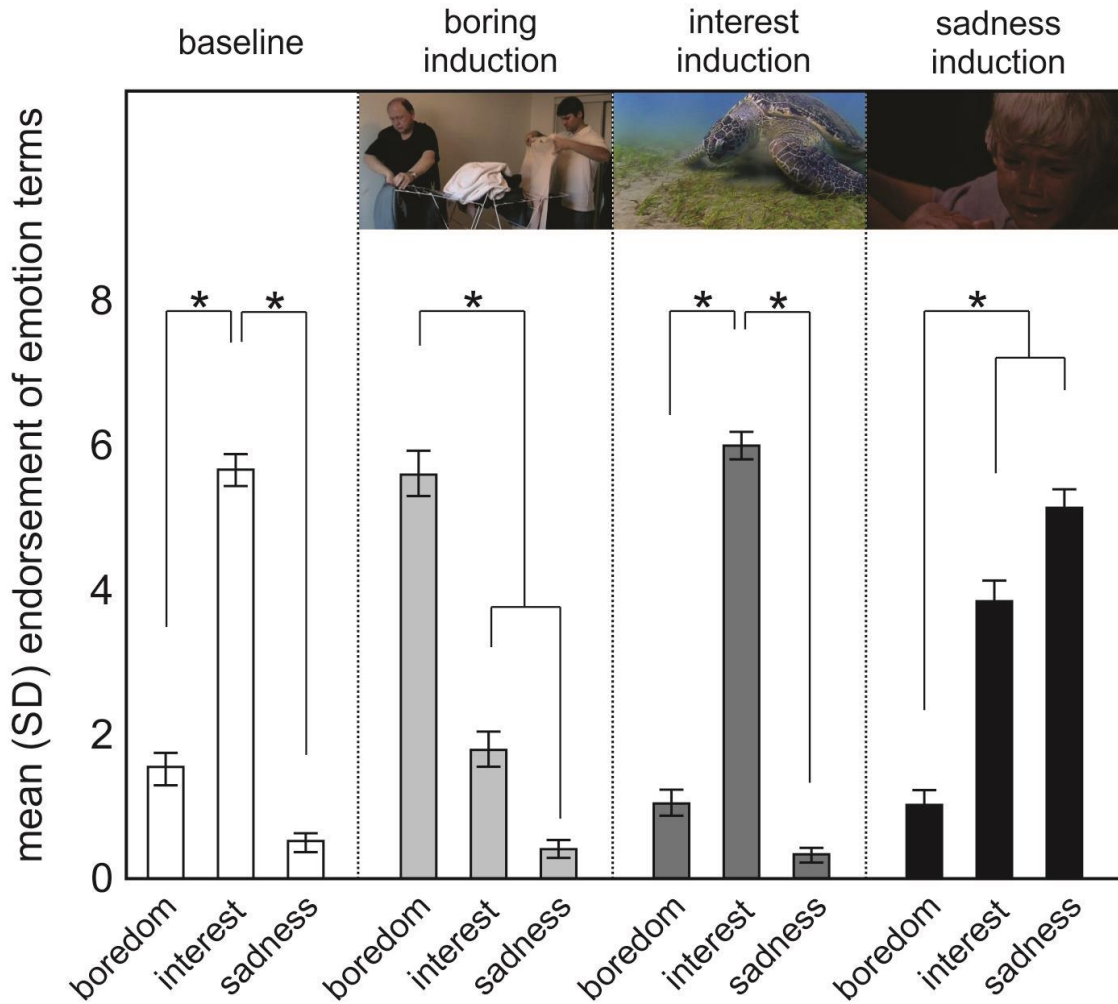 baseline
boring
induction
interest
induction
sadness
induction
mean (SD) endorsement of emotion terms
8
6
4
2
0
* *
*
* *
*
boredom
interest
sadness
boredom
interest
sadness
boredom
interest
sadness
boredom
interest
sadness